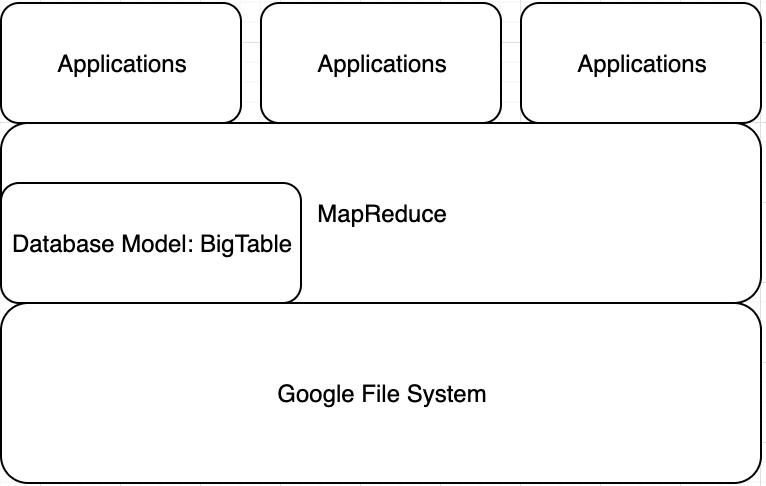 Applications
Applications
Applications
MapReduce
Database Model: BigTable
Google File System